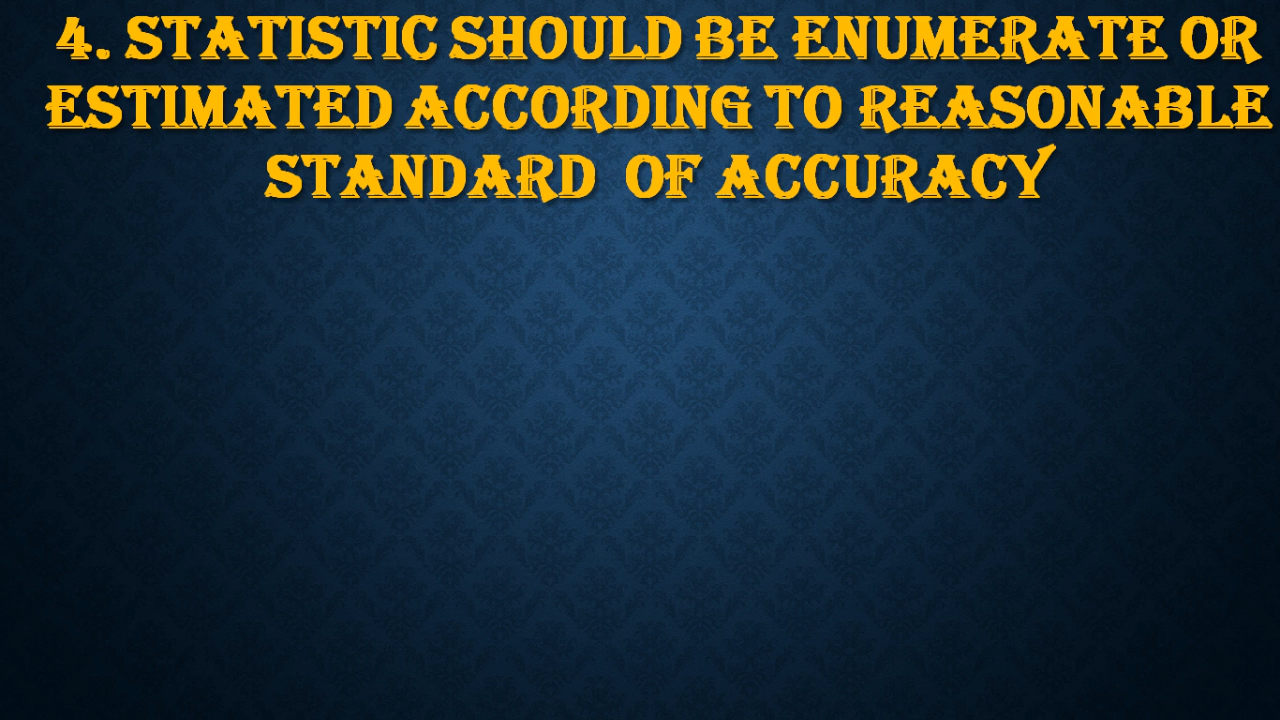 4. STATISTIC SHOULD BE ENUMERATE OR
ESTIMATED ACCORDING TO REASONABLE
STANDARD OF ACCURACY